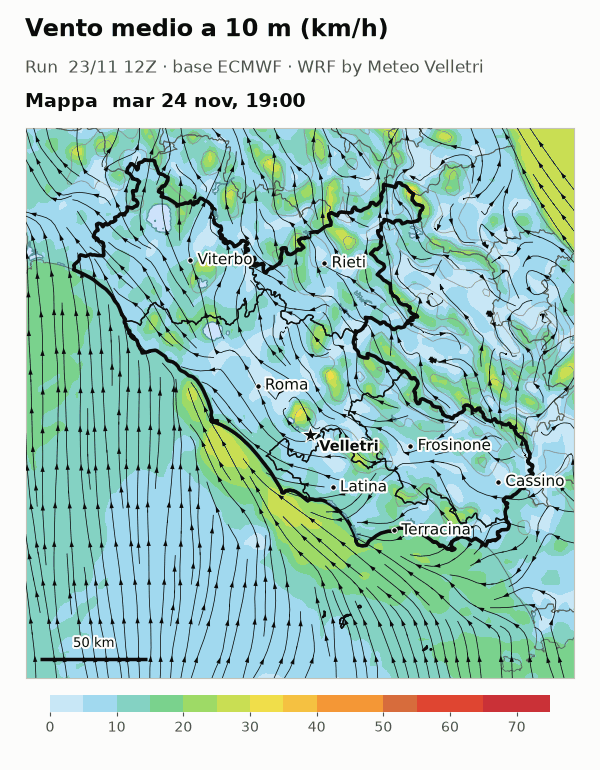 Vento medio a 10 m (km/h)
Run 23/11 12Z · base ECMWF · WRF by Meteo Velletri
Mappa mar 24 nov, 19:00
Viterbo
Rieti
Roma
Velletri
Frosinone
Latina
Cassino
Terracina
50 km
0 10 20 30 40 50 60 70